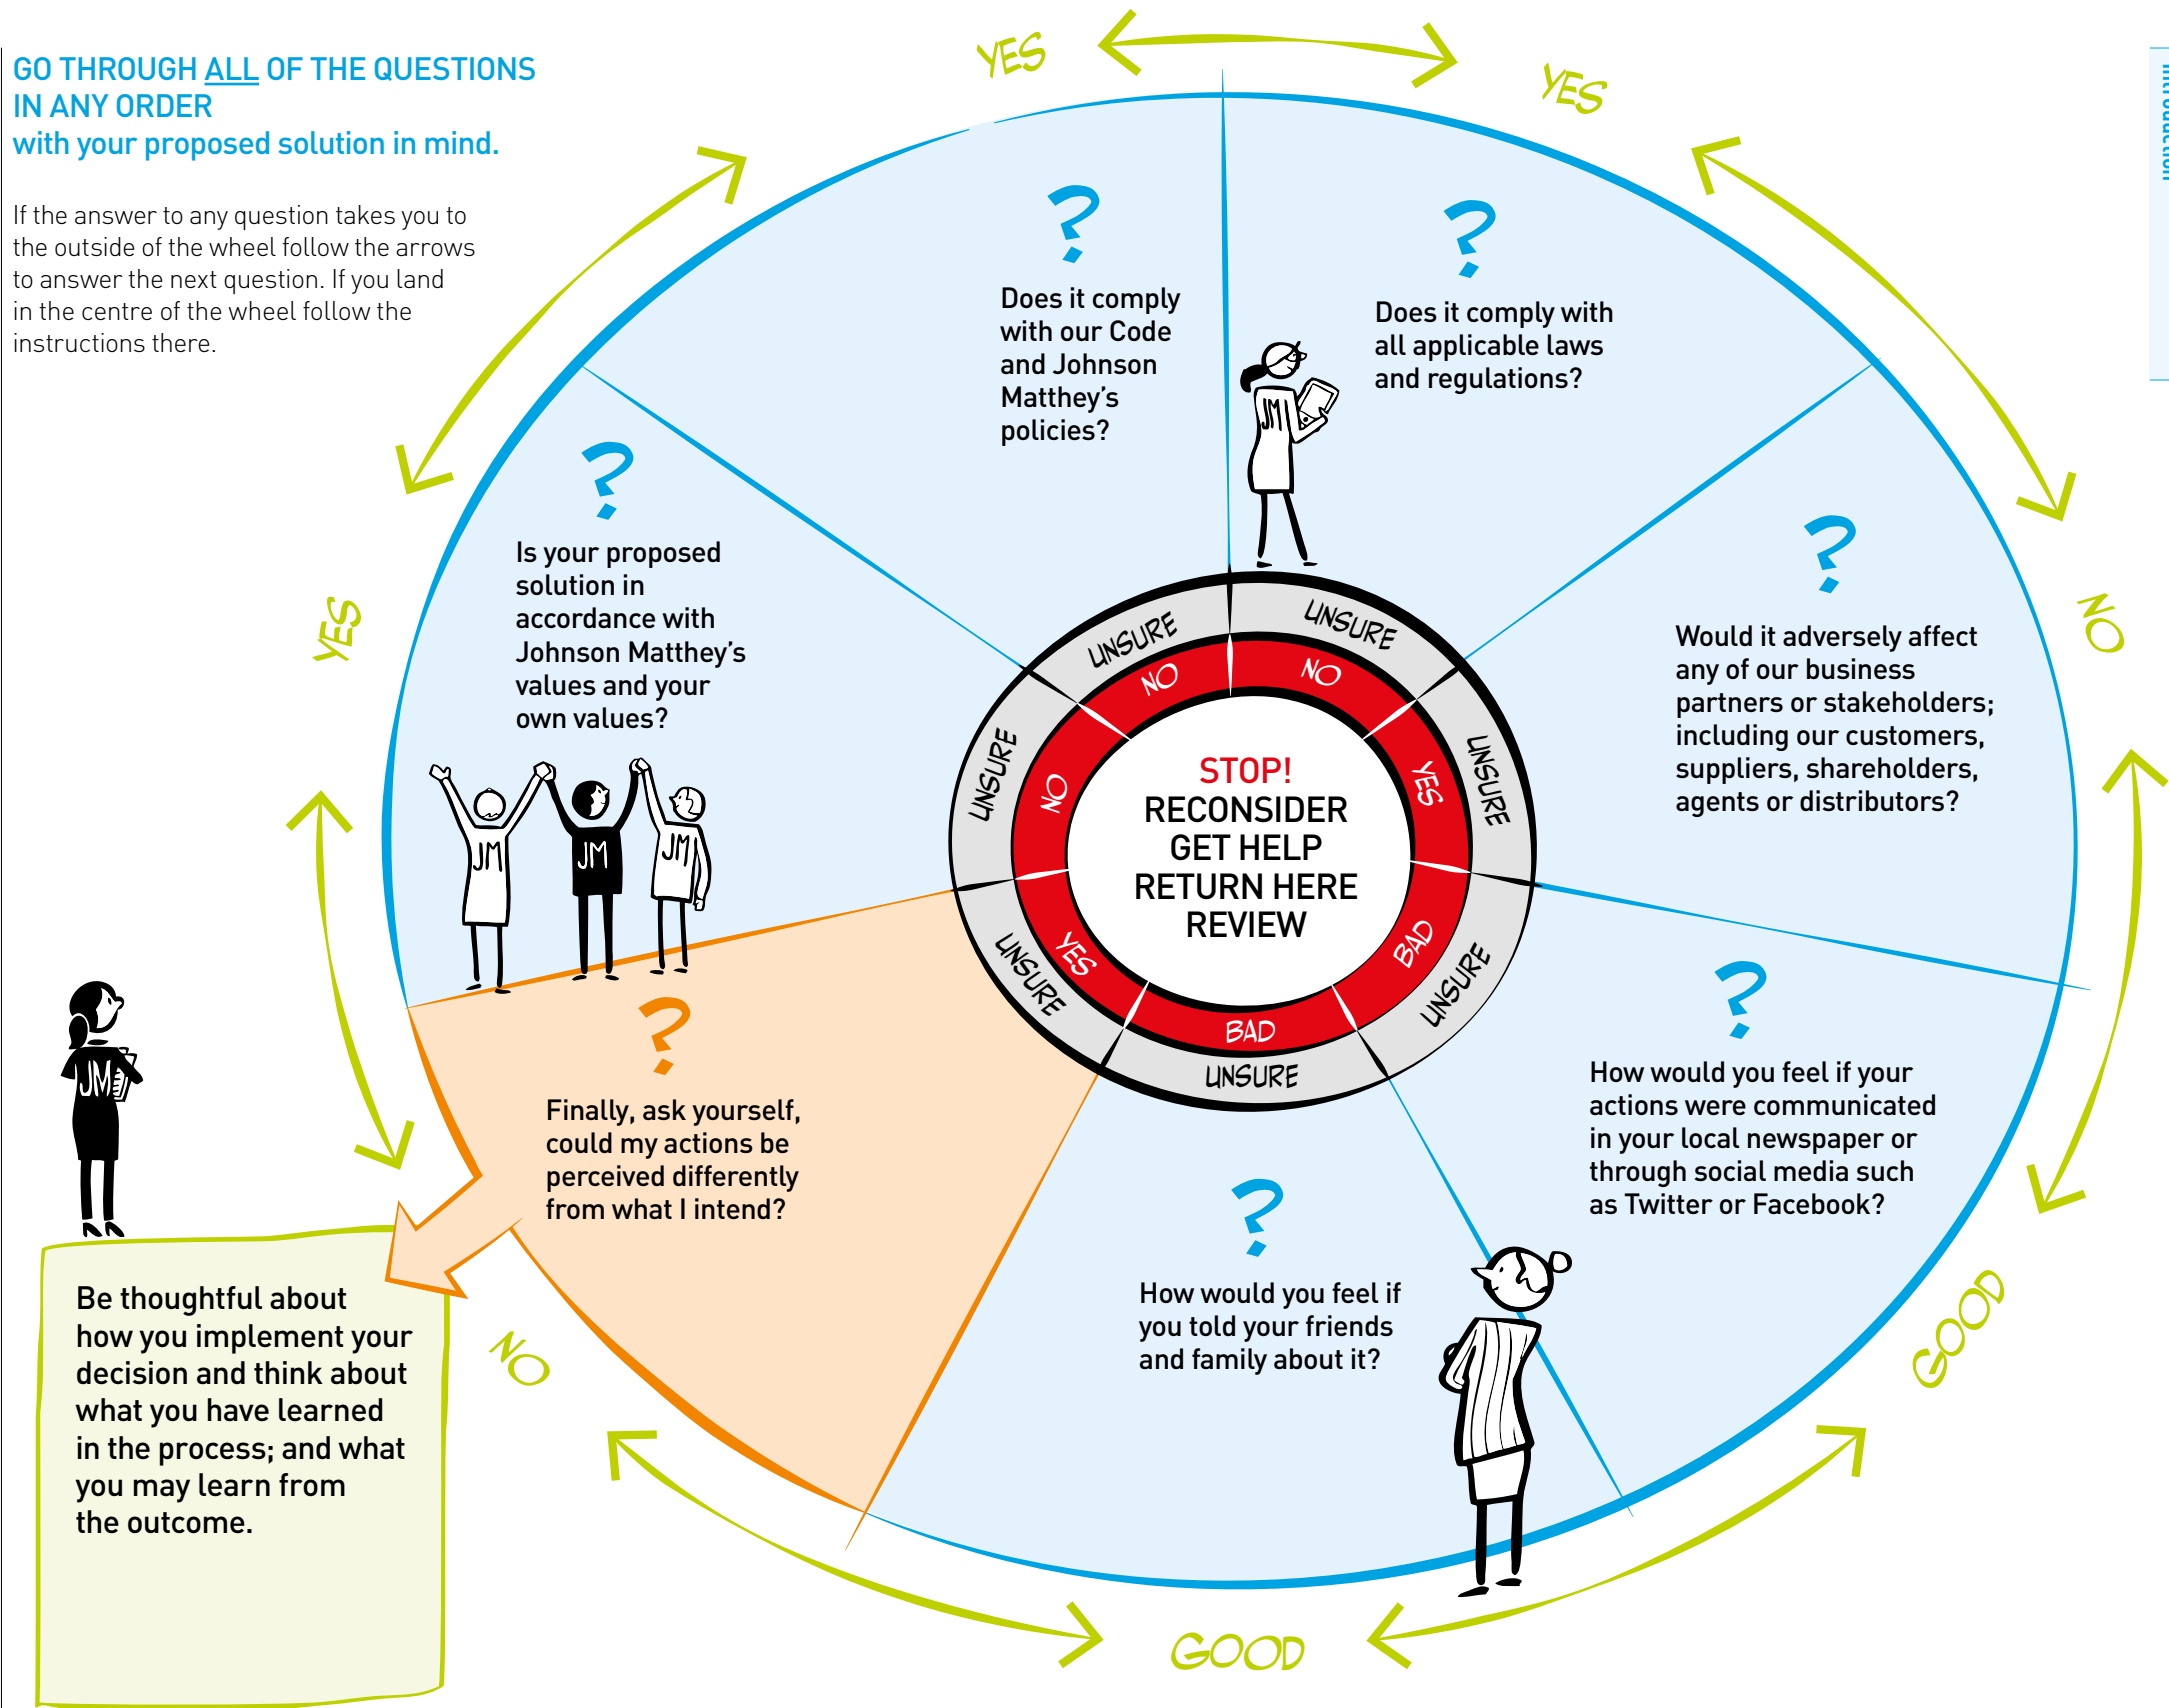 GO THROUGH ALL OF THE QUESTIONS
IN ANY ORDER
with your proposed solution in mind.
If the answer to any question takes you to
the outside of the wheel follow the arrows
to answer the next question. If you land
in the centre of the wheel follow the
instructions there.
YES
YES
Does it comply
with our Code
and Johnson
Matthey's
policies?
Does it comply with
all applicable laws
and regulations?
JM
Is your proposed
solution in
accordance with
Johnson Matthey's
values and your
own values?
YES
JM
JM
JM
Would it adversely affect
any of our business
partners or stakeholders;
including our customers,
suppliers, shareholders,
agents or distributors?
NO
UNSURE
UNSURE
UNSURE
UNSURE
UNSURE
UNSURE
UNSURE
NO
NO
YES
BAD
BAD
YES
NO
STOP!
RECONSIDER
GET HELP
RETURN HERE
REVIEW
How would you feel if your
actions were communicated
in your local newspaper or
through social media such
as Twitter or Facebook?
GOOD
How would you feel if
you told your friends
and family about it?
GOOD
Finally, ask yourself,
could my actions be
perceived differently
from what I intend?
NO
JM
Be thoughtful about
how you implement your
decision and think about
what you have learned
in the process; and what
you may learn from
the outcome.